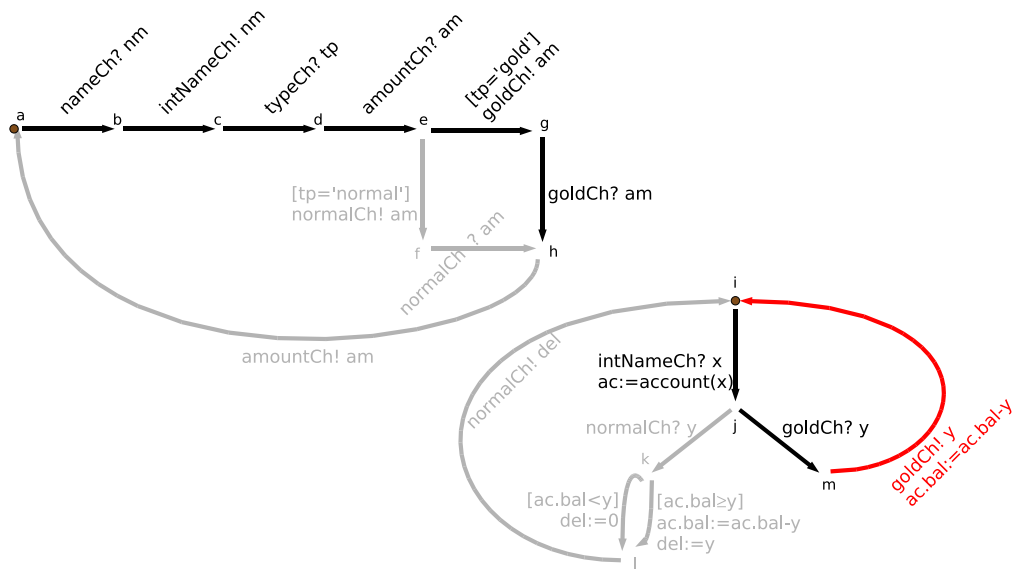 nameCh? nm
intNameCh! nm
typeCh? tp
amountCh? am
[tp='gold']
goldCh! am
a
b
c
d
e
g
[tp='normal']
normalCh! am
goldCh? am
f
normalCh ? am
h
amountCh! am
i
intNameCh? x
ac:=account(x)
normalCh! del
normalCh? y
j
goldCh? y
goldCh! y
ac.bal:=ac.bal-y
k
m
[ac.bal<y]
del:=0
[ac.bal≥y]
ac.bal:=ac.bal-y
del:=y
l